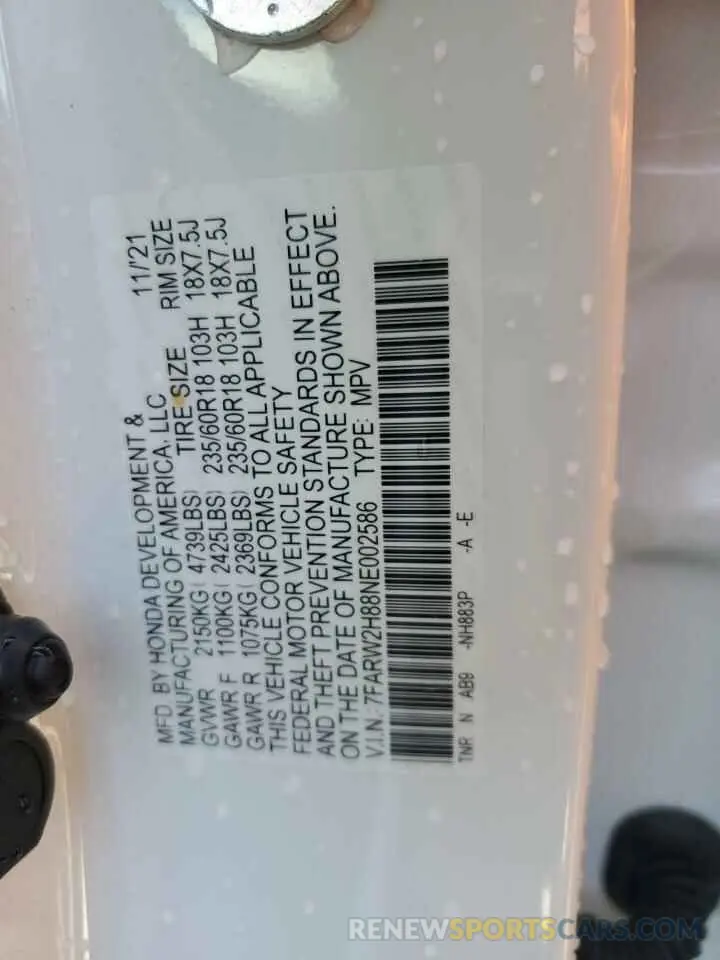 MFD. BY HONDA DEVELOPMENT & 11/'21
MANUFACTURING OF AMERICA, LLC
TIRE SIZE RIM SIZE
GVWR 2150KG ( 4739LBS)
GAWR F 1100KG ( 2425LBS) 235/60R18 103H 18X7.5J
GAWR R 1075KG ( 2369LBS) 235/60R18 103H 18X7.5J
THIS VEHICLE CONFORMS TO ALL APPLICABLE
FEDERAL MOTOR VEHICLE SAFETY
AND THEFT PREVENTION STANDARDS IN EFFECT
ON THE DATE OF MANUFACTURE SHOWN ABOVE.
V.I.N. 7FARW2H88NE002586 TYPE: MPV
TNR N AB9 -NH883P -A -E
RENEWSPORTSCARS.COM